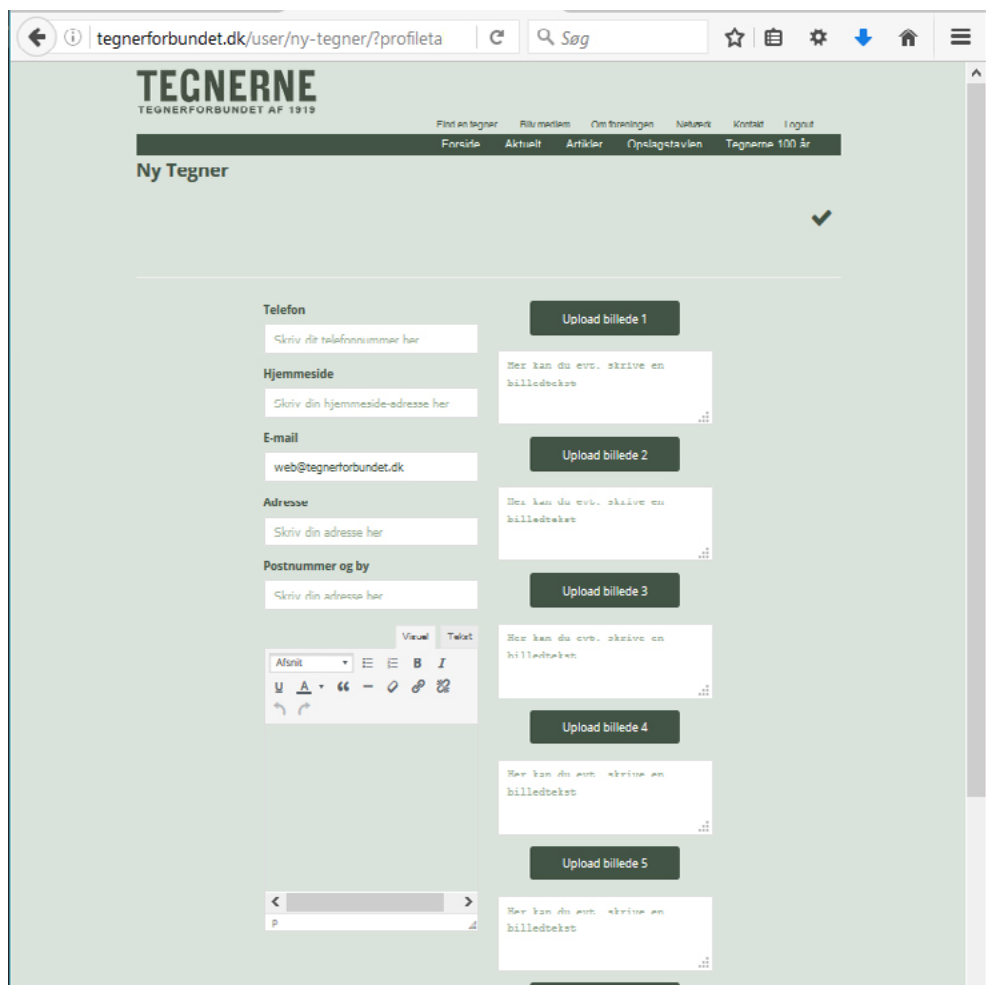 tegnerforbundet.dk/user/ny-tegner/?profileta
Søg
TEGNERNE
TEGNERFORBUNDET AF 1919
Find en tegner Bliv medlem Om foreningen Netværk Kontakt Logout
Forside Aktuelt Artikler Opslagstavlen Tegnerne 100 år
Ny Tegner
Telefon
Skriv dit telefonnummer her
Hjemmeside
Skriv din hjemmeside-adresse her
E-mail
web@tegnerforbundet.dk
Adresse
Skriv din adresse her
Postnummer og by
Skriv din adresse her
Visuel Tekst
Afsnit
B I
U A
P
Upload billede 1
Her kan du evt. skrive en
billedtekst
Upload billede 2
Her kan du evt. skrive en
billedtekst
Upload billede 3
Her kan du evt. skrive en
billedtekst
Upload billede 4
Her kan du evt. skrive en
billedtekst
Upload billede 5
Her kan du evt. skrive en
billedtekst